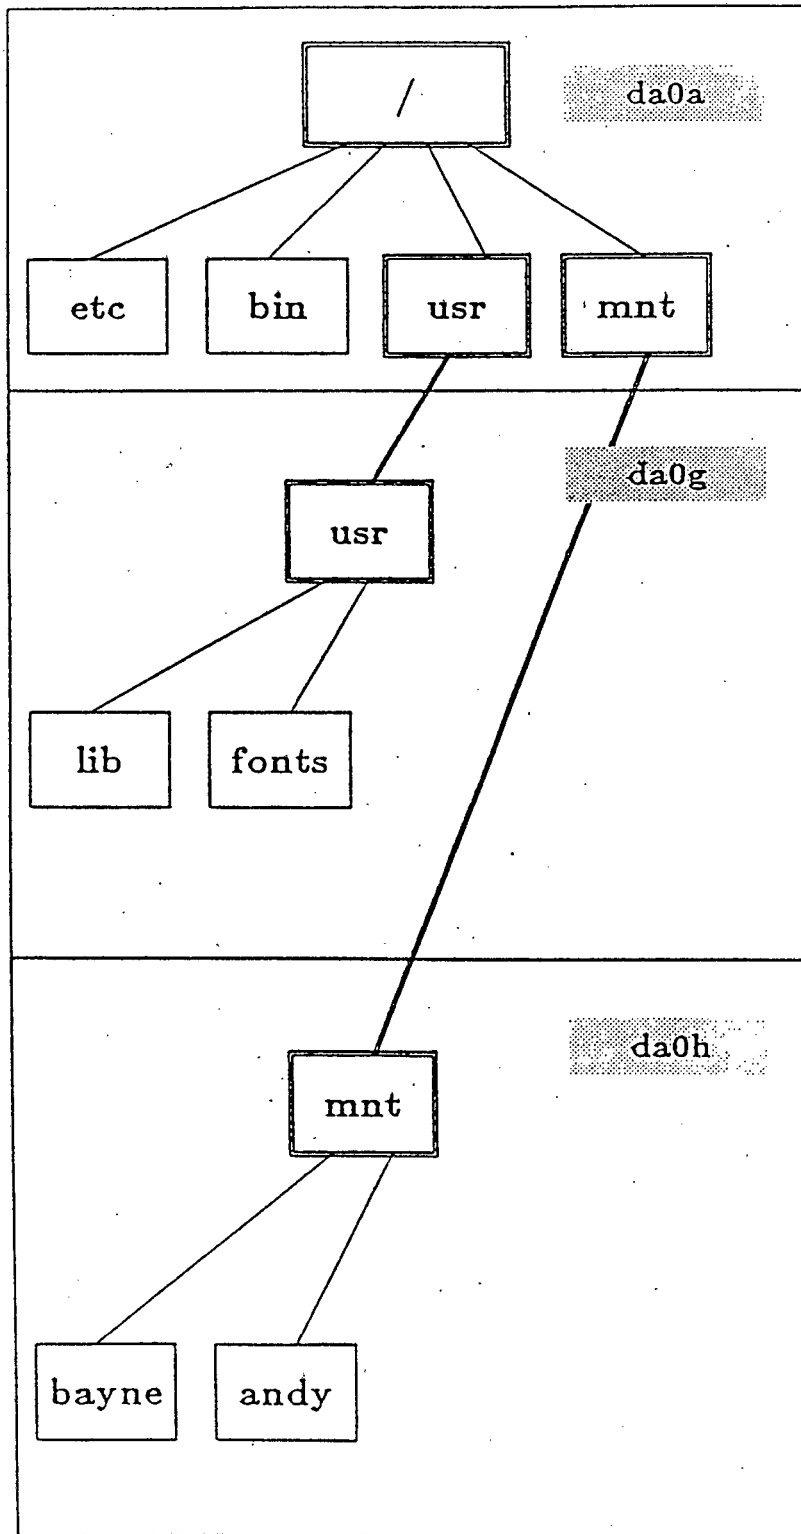 /
da0a
etc bin usr mnt
da0g
usr
lib fonts
da0h
mnt
bayne andy